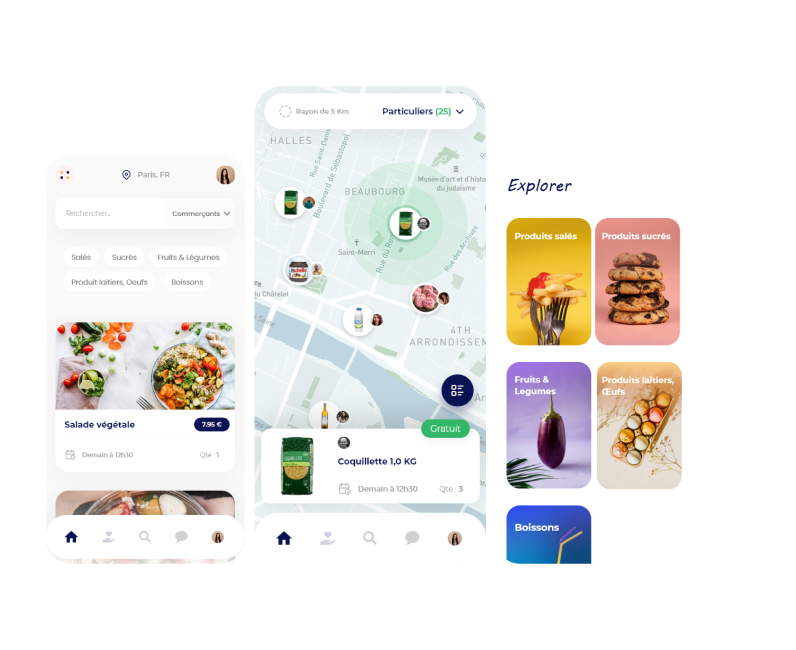 Paris, FR
Rechercher..
Commerçants
Salés
Sucrés
Fruits & Légumes
Produit laitiers, Oeufs
Boissons
Salade végétale
7.95 €
Demain à 12h30
Qte : 1
Rayon de 5 Km
Particuliers (25)
HALLES
Rue Saint-Denis
Boulevard de Sébastopol
BEAUBOURG
Musée d'art et d'histo
du judaïsme
Saint-Merri
Rue du Re
Rue des Archives
du Châtelet
Seine
4TH
ARRONDISSEM
Gratuit
Coquillette 1,0 KG
Demain à 12h30
Qte : 3
Explorer
Produits salés
Produits sucrés
Fruits &
Legumes
Produits laitiers,
Œufs
Boissons